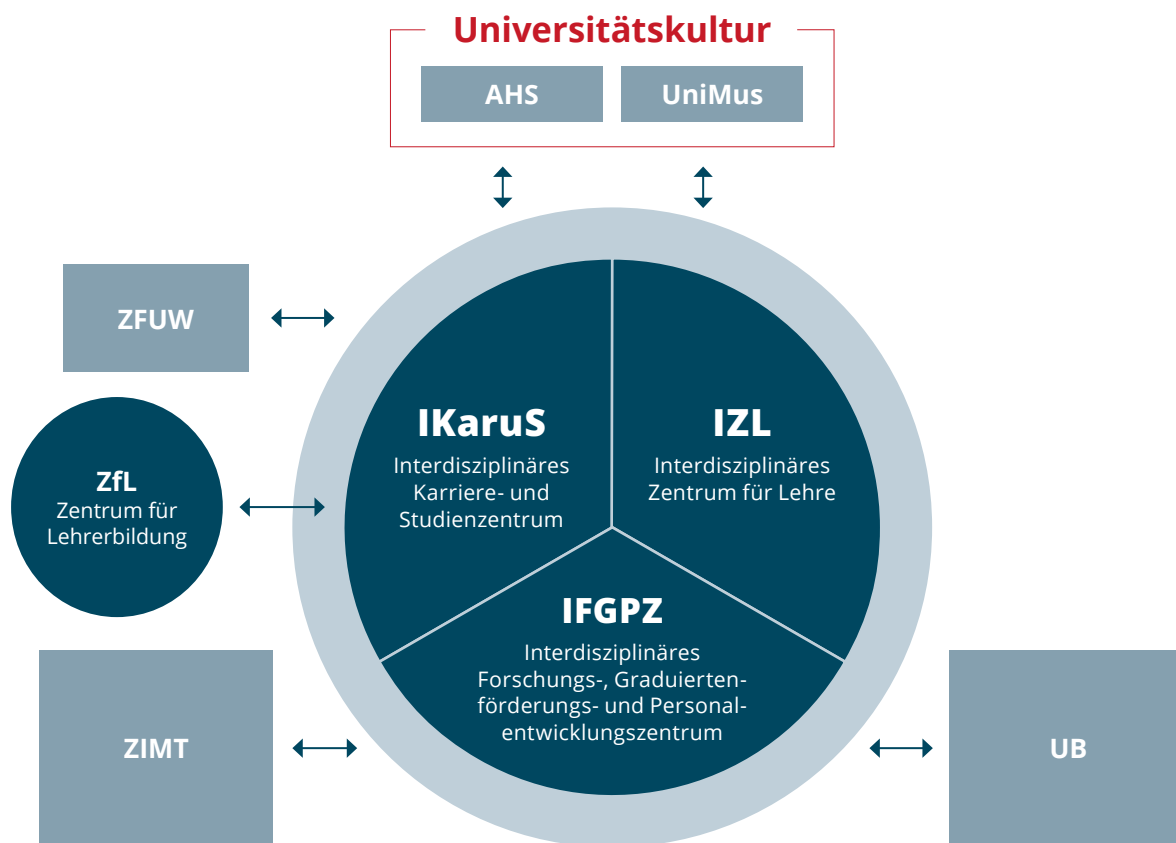 Universitätskultur
AHS
UniMus
ZFUW
IKaruS
Interdisziplinäres
Karriere- und
Studienzentrum
IZL
Interdisziplinäres
Zentrum für Lehre
ZfL
Zentrum für
Lehrerbildung
IFGPZ
Interdisziplinäres
Forschungs-, Graduierten-
förderungs- und Personal-
entwicklungszentrum
ZIMT
UB